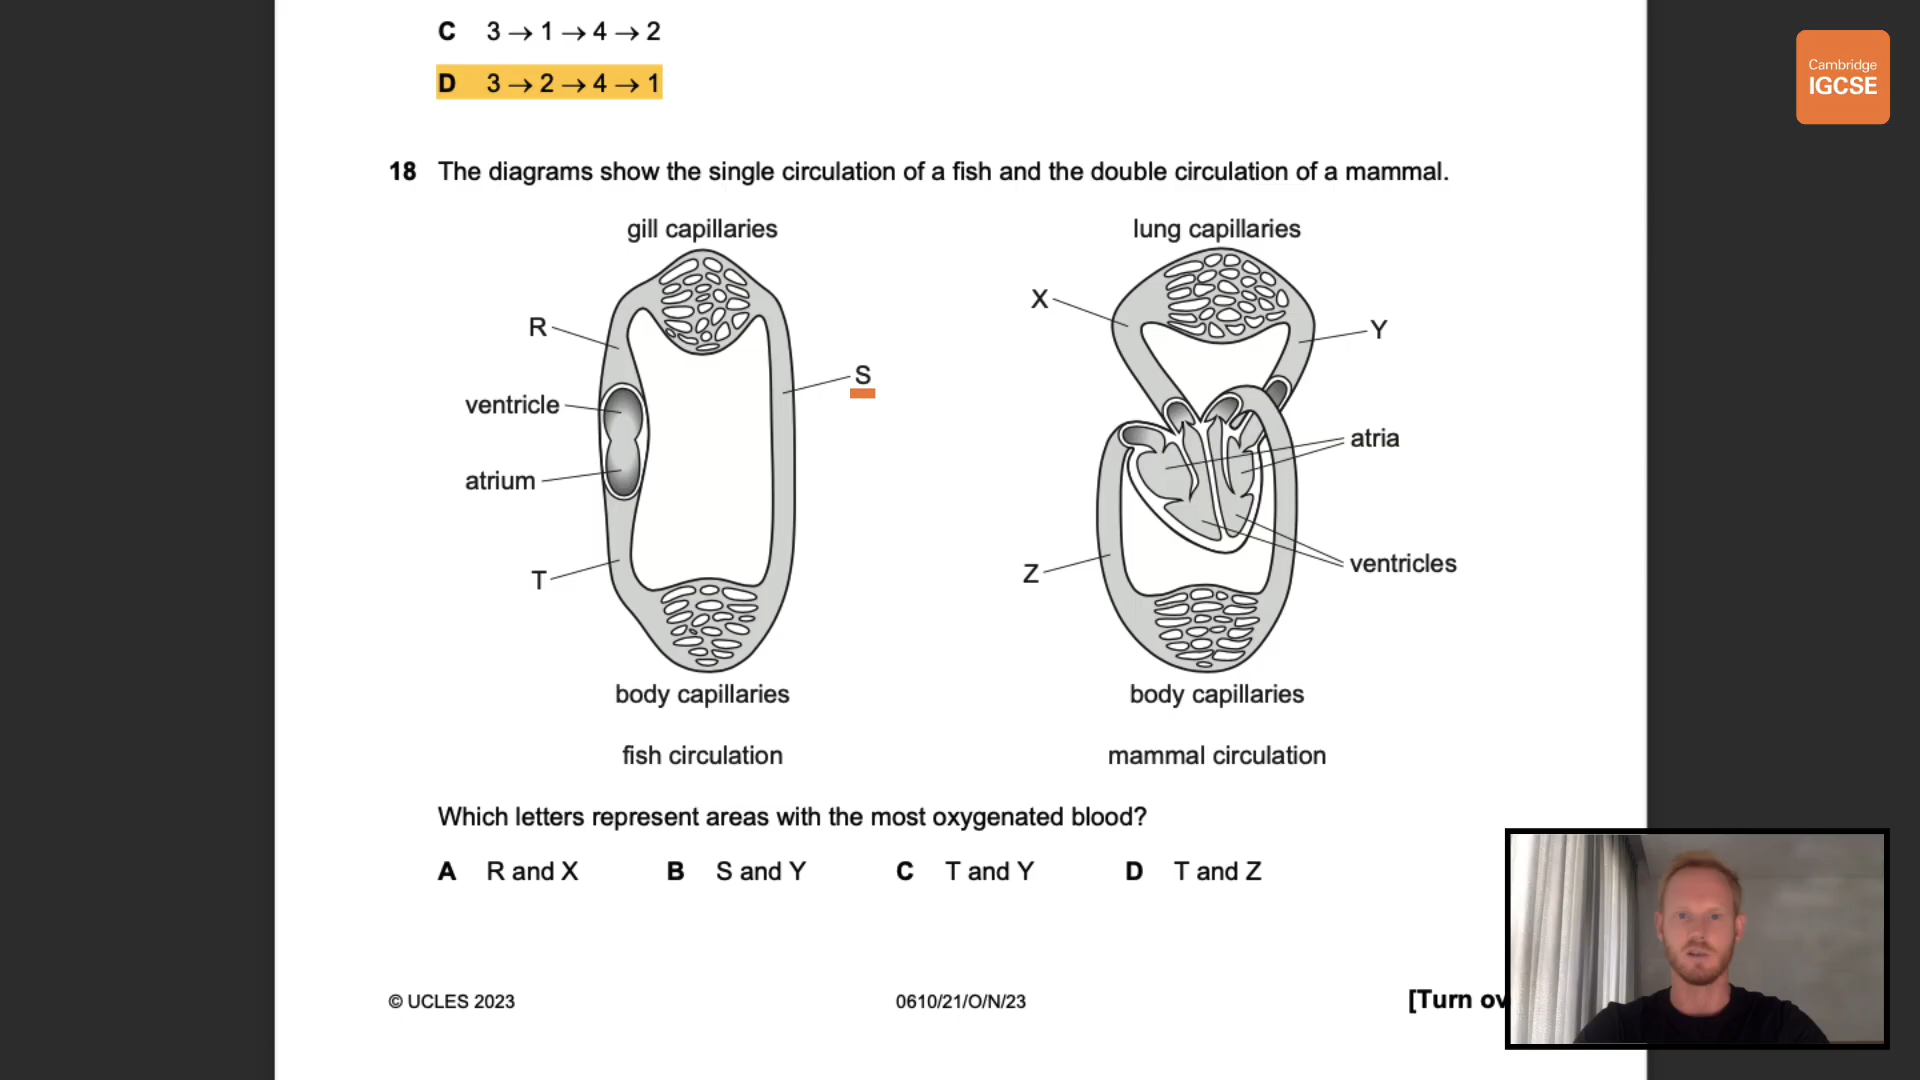 C 3 → 1 → 4 → 2
D 3 → 2 → 4 → 1
Cambridge
IGCSE
18 The diagrams show the single circulation of a fish and the double circulation of a mammal.
gill capillaries
lung capillaries
X
R
Y
S
ventricle
atria
atrium
ventricles
T
Z
body capillaries
body capillaries
fish circulation
mammal circulation
Which letters represent areas with the most oxygenated blood?
A R and X B S and Y C T and Y D T and Z
© UCLES 2023
0610/21/O/N/23
[Turn ov